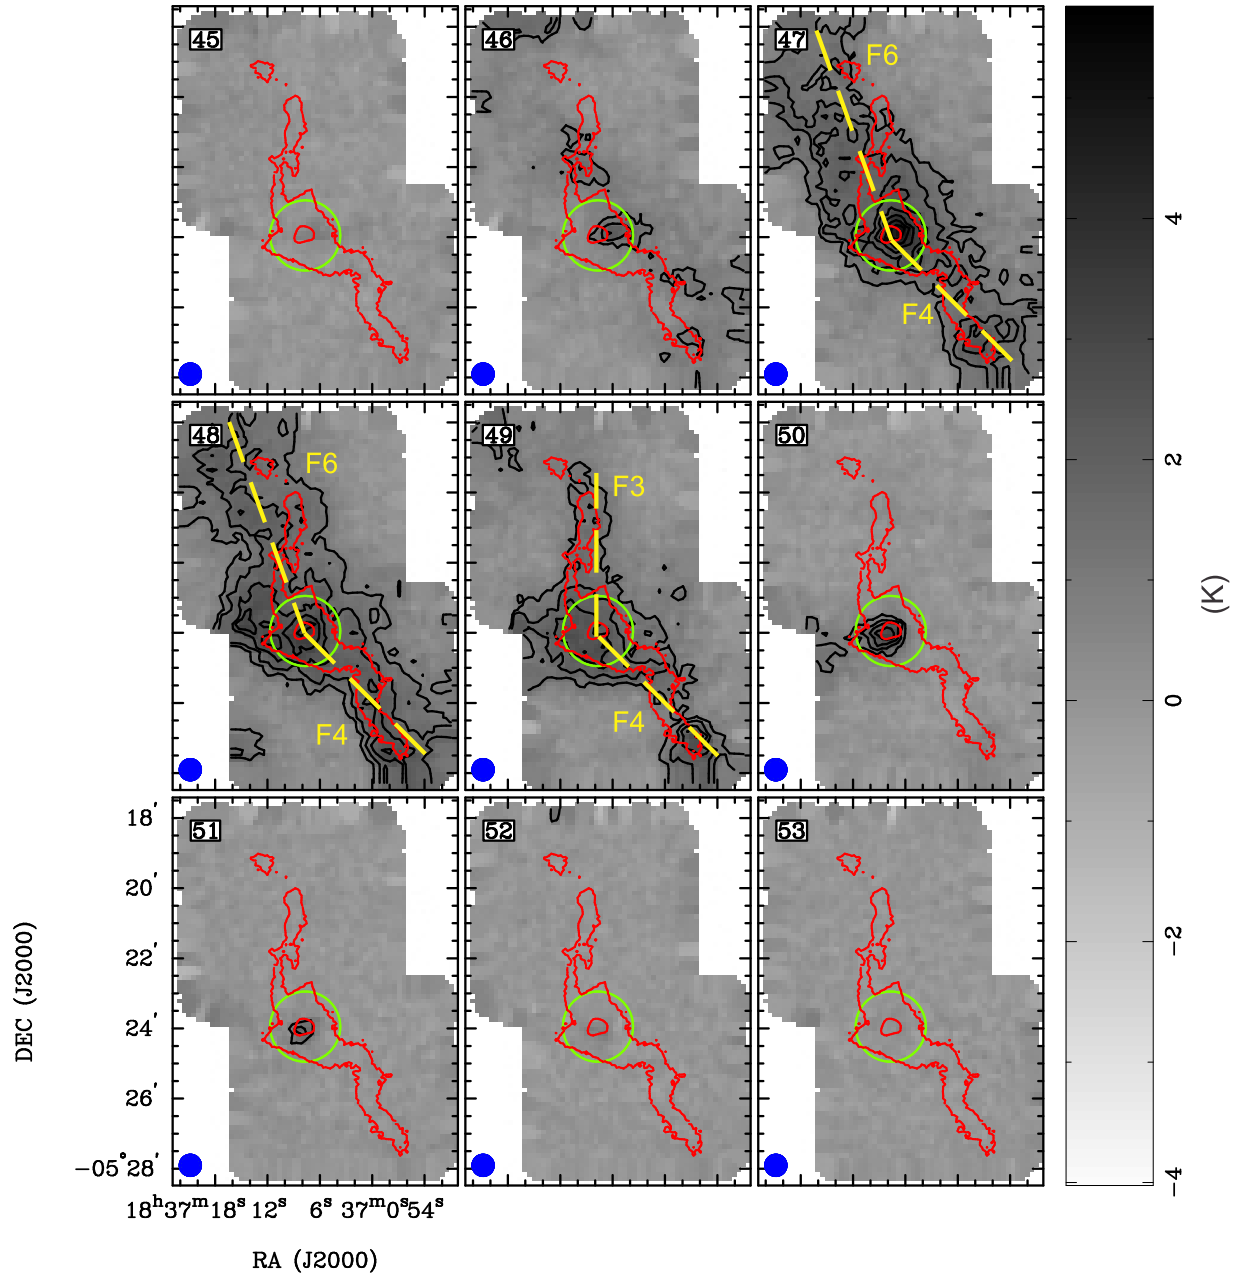 45
46
47
F6
F4
4
48
F6
F4
49
F3
F4
50
2
(K)
0
51
52
53
-2
-4
18′
20′
22′
24′
26′
−05°28′
DEC (J2000)
18ʰ37ᵐ18ˢ 12ˢ 6ˢ 37ᵐ0ˢ54ˢ
RA (J2000)